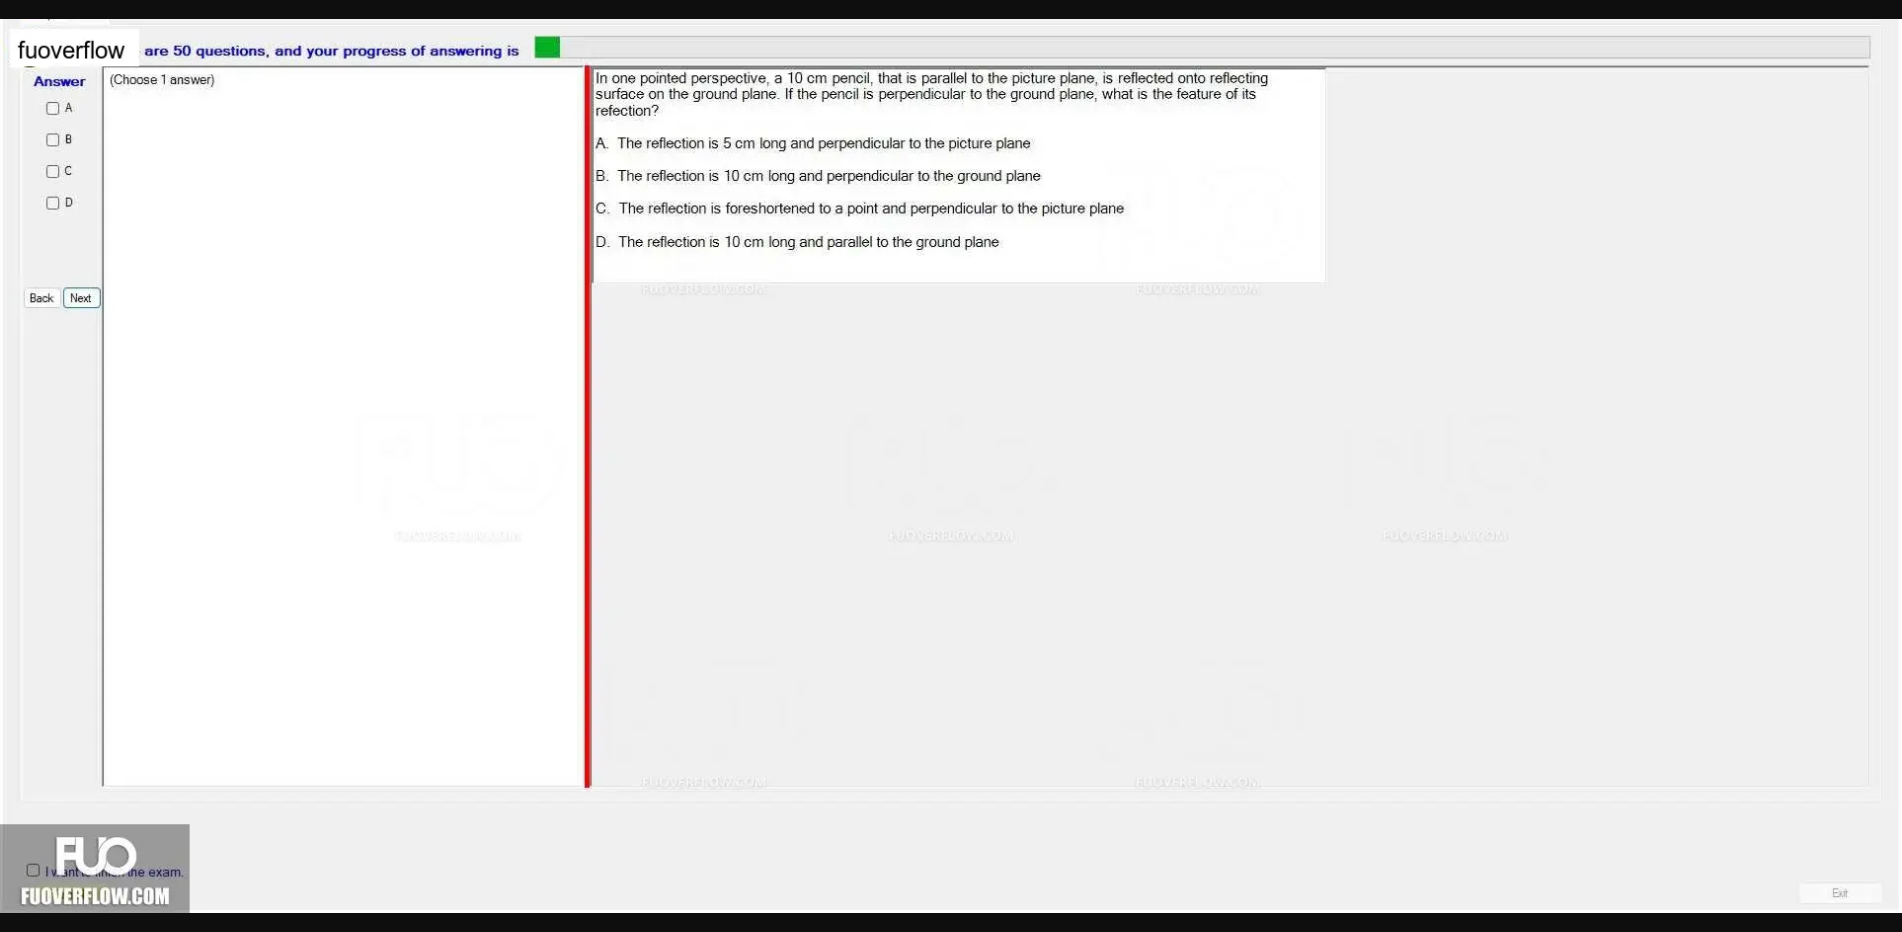 fuoverflow are 50 questions, and your progress of answering is
Answer
(Choose 1 answer)
A
B
C
D
Back Next
In one pointed perspective, a 10 cm pencil, that is parallel to the picture plane, is reflected onto reflecting
surface on the ground plane. If the pencil is perpendicular to the ground plane, what is the feature of its
refection?
A. The reflection is 5 cm long and perpendicular to the picture plane
B. The reflection is 10 cm long and perpendicular to the ground plane
C. The reflection is foreshortened to a point and perpendicular to the picture plane
D. The reflection is 10 cm long and parallel to the ground plane
FUOVERFLOW.COM FUOVERFLOW.COM
FUOVERFLOW.COM FUOVERFLOW.COM FUOVERFLOW.COM
FUOVERFLOW.COM FUOVERFLOW.COM
FUO
I want to finish the exam.
FUOVERFLOW.COM
Exit